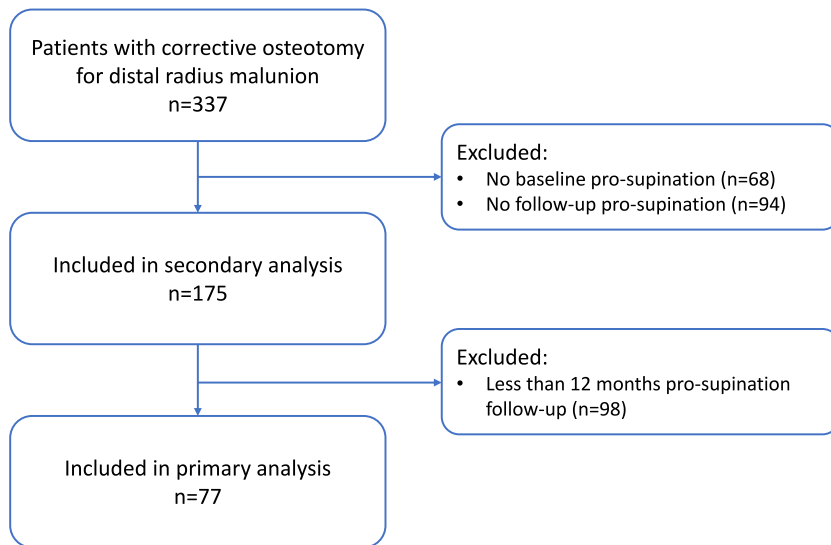 Patients with corrective osteotomy
for distal radius malunion
n=337
Excluded:
• No baseline pro-supination (n=68)
• No follow-up pro-supination (n=94)
Included in secondary analysis
n=175
Excluded:
• Less than 12 months pro-supination
follow-up (n=98)
Included in primary analysis
n=77